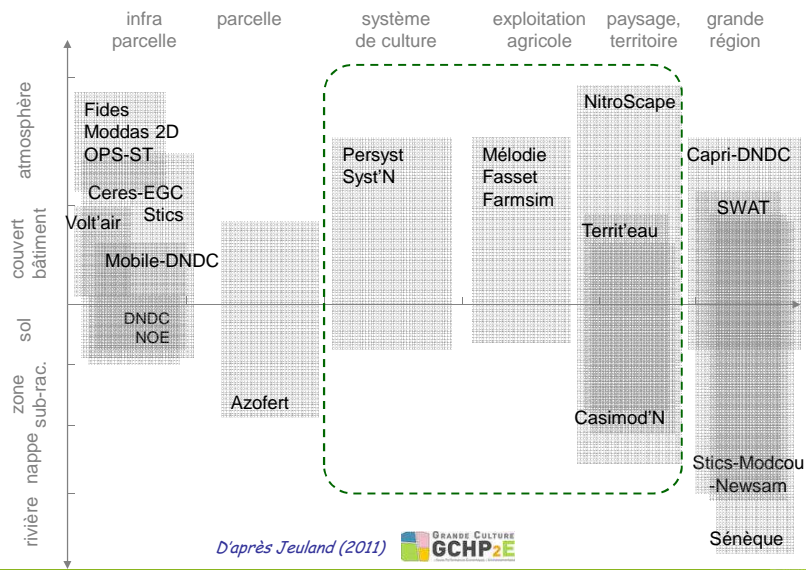 infra
parcelle
parcelle
système
de culture
exploitation
agricole
paysage,
territoire
grande
région
atmosphère
couvert
bâtiment
sol
zone
sub-rac.
nappe
rivière
Fides
Moddas 2D
OPS-ST
Ceres-EGC
Stics
Volt'air
Mobile-DNDC
DNDC
NOE
Azofert
Persyst
Syst'N
Mélodie
Fasset
Farmsim
NitroScape
Territ'eau
Casimod'N
Capri-DNDC
SWAT
Stics-Modcou
-Newsam
Sénèque
D'après Jeuland (2011)
GRANDE CULTURE
GCHP2E